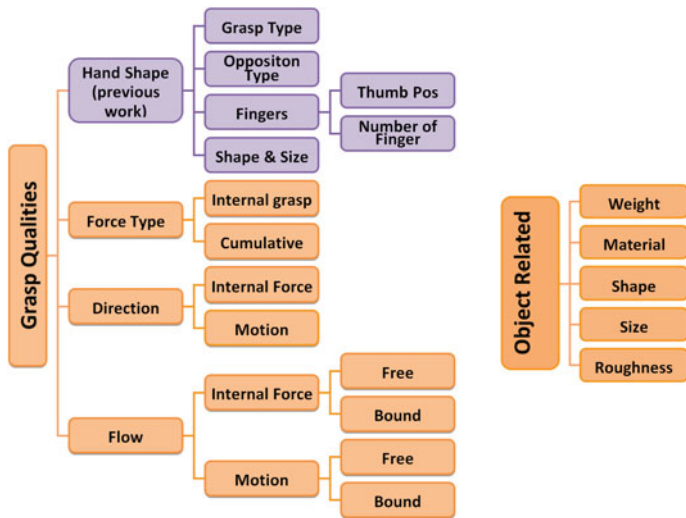 Grasp Qualities
Hand Shape
(previous
work)
Grasp Type
Oppositon
Type
Fingers
Thumb Pos
Number of
Finger
Shape & Size
Force Type
Internal grasp
Cumulative
Direction
Internal Force
Motion
Flow
Internal Force
Free
Bound
Motion
Free
Bound
Object Related
Weight
Material
Shape
Size
Roughness